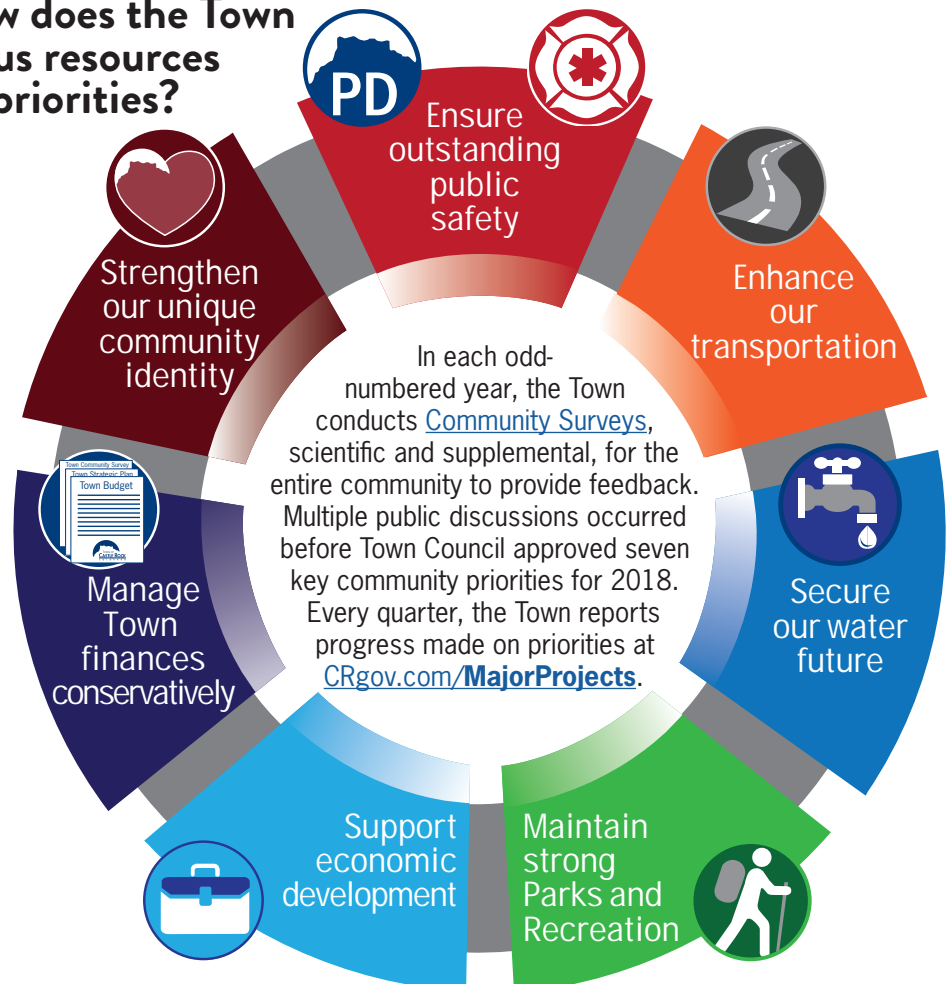 does the Town
resources
priorities?
PD
Ensure
outstanding
public
safety
Enhance
our
transportation
Secure
our water
future
Maintain
strong
Parks and
Recreation
Support
economic
development
Manage
Town
finances
conservatively
Town Community Survey
Town Strategic Plan
Town Budget
CASTLE ROCK
Strengthen
our unique
community
identity
In each odd-
numbered year, the Town
conducts Community Surveys,
scientific and supplemental, for the
entire community to provide feedback.
Multiple public discussions occurred
before Town Council approved seven
key community priorities for 2018.
Every quarter, the Town reports
progress made on priorities at
CRgov.com/MajorProjects.